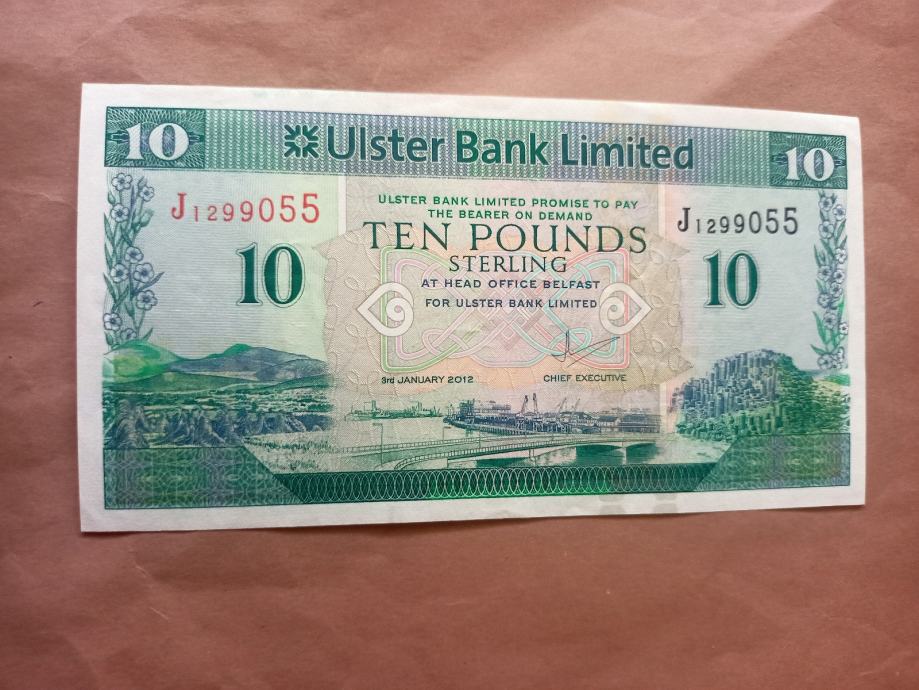 10 Ulster Bank Limited 10
J1299055
J1299055
ULSTER BANK LIMITED PROMISE TO PAY
THE BEARER ON DEMAND
TEN POUNDS
STERLING
10
10
AT HEAD OFFICE BELFAST
FOR ULSTER BANK LIMITED
3rd JANUARY 2012
CHIEF EXECUTIVE